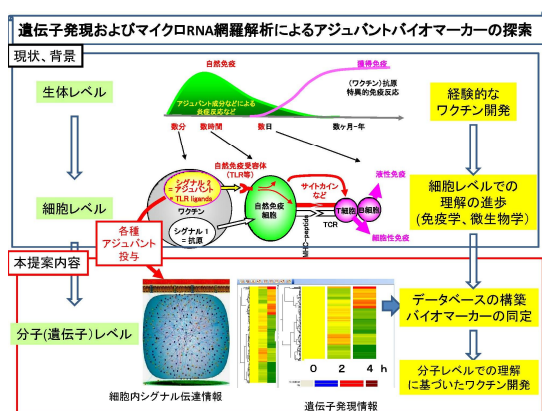 遺伝子発現およびマイクロRNA網羅解析によるアジュバントバイオマーカーの探索
現状、背景
自然免疫
獲得免疫
生体レベル
(ワクチン)抗原
特異的免疫反応
アジュバント成分などによる
炎症反応など
経験的な
ワクチン開発
数分
数時間
数日
数ヶ月-年
自然免疫受容体
(TLR等)
液性免疫
シグナル2
= アジュバント
= TLR ligands
サイトカイン
など
細胞レベル
ワクチン
自然免疫
細胞
T細胞
B細胞
細胞レベルでの
理解の進歩
(免疫学、微生物学)
シグナル1
= 抗原
MHC-peptide
TCR
細胞性免疫
各種
アジュバント
投与
本提案内容
分子(遺伝子)レベル
データベースの構築
バイオマーカーの同定
0 2 4 h
分子レベルでの理解
に基づいたワクチン開発
細胞内シグナル伝達情報
遺伝子発現情報